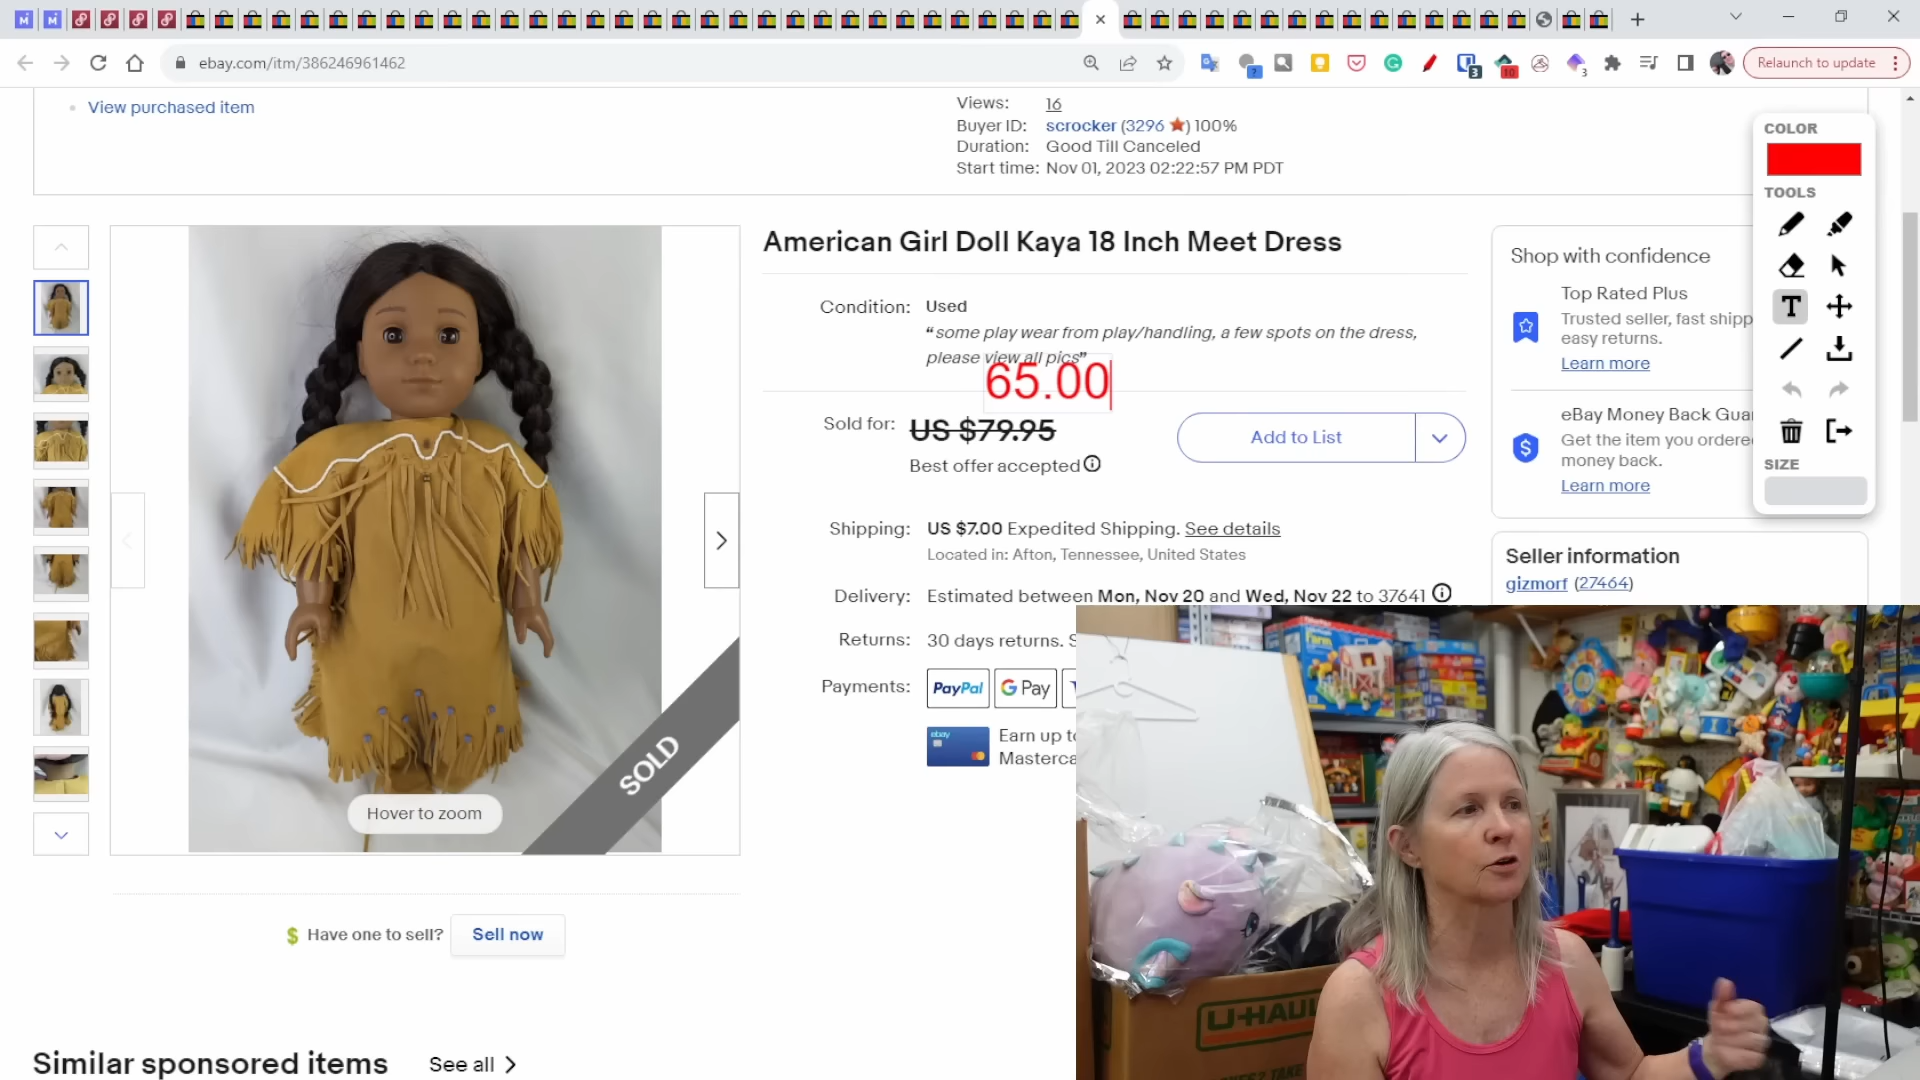 ebay.com/itm/386246961462
Relaunch to update
View purchased item
Views: 16
Buyer ID: scrocker (3296 ) 100%
Duration: Good Till Canceled
Start time: Nov 01, 2023 02:22:57 PM PDT
American Girl Doll Kaya 18 Inch Meet Dress
Condition: Used
“some play wear from play/handling, a few spots on the dress,
please view all pics”
65.00
Sold for: US $79.95
Best offer accepted
Add to List
Shipping: US $7.00 Expedited Shipping. See details
Located in: Afton, Tennessee, United States
Delivery: Estimated between Mon, Nov 20 and Wed, Nov 22 to 37641
Returns: 30 days returns. S
Payments: PayPal G Pay
ebay
Earn up to
Masterca
SOLD
Hover to zoom
Have one to sell? Sell now
Similar sponsored items See all
Shop with confidence
Top Rated Plus
Trusted seller, fast shipp
easy returns.
Learn more
eBay Money Back Gua
Get the item you ordere
money back.
Learn more
Seller information
gizmorf (27464)
COLOR
TOOLS
T
SIZE
U-HAUL
Farm